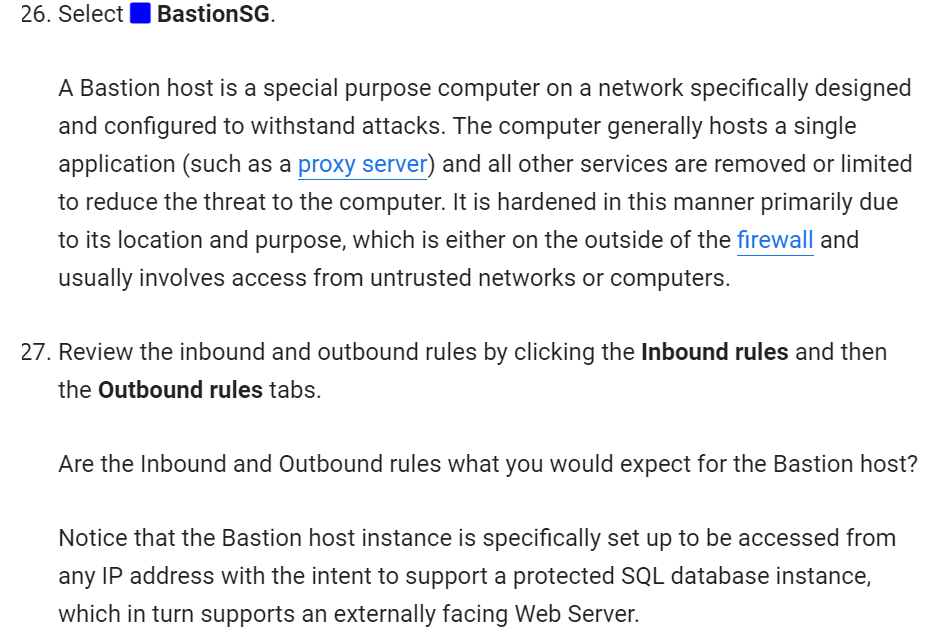 26. Select BastionSG.
A Bastion host is a special purpose computer on a network specifically designed
and configured to withstand attacks. The computer generally hosts a single
application (such as a proxy server) and all other services are removed or limited
to reduce the threat to the computer. It is hardened in this manner primarily due
to its location and purpose, which is either on the outside of the firewall and
usually involves access from untrusted networks or computers.
27. Review the inbound and outbound rules by clicking the Inbound rules and then
the Outbound rules tabs.
Are the Inbound and Outbound rules what you would expect for the Bastion host?
Notice that the Bastion host instance is specifically set up to be accessed from
any IP address with the intent to support a protected SQL database instance,
which in turn supports an externally facing Web Server.